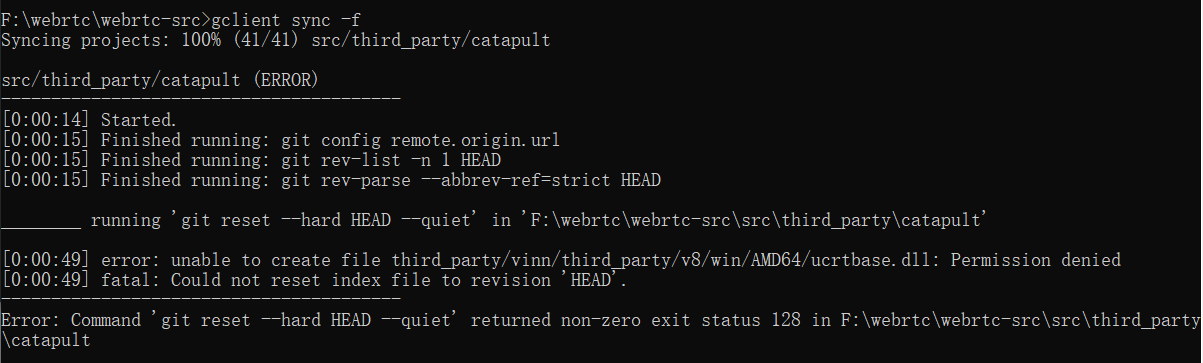 F:\webrtc\webrtc-src>gclient sync -f
Syncing projects: 100% (41/41) src/third_party/catapult
src/third_party/catapult (ERROR)
----------------------------------------
[0:00:14] Started.
[0:00:15] Finished running: git config remote.origin.url
[0:00:15] Finished running: git rev-list -n 1 HEAD
[0:00:15] Finished running: git rev-parse --abbrev-ref=strict HEAD
________ running 'git reset --hard HEAD --quiet' in 'F:\webrtc\webrtc-src\src\third_party\catapult'
[0:00:49] error: unable to create file third_party/vinn/third_party/v8/win/AMD64/ucrtbase.dll: Permission denied
[0:00:49] fatal: Could not reset index file to revision 'HEAD'.
----------------------------------------
Error: Command 'git reset --hard HEAD --quiet' returned non-zero exit status 128 in F:\webrtc\webrtc-src\src\third_party
\catapult